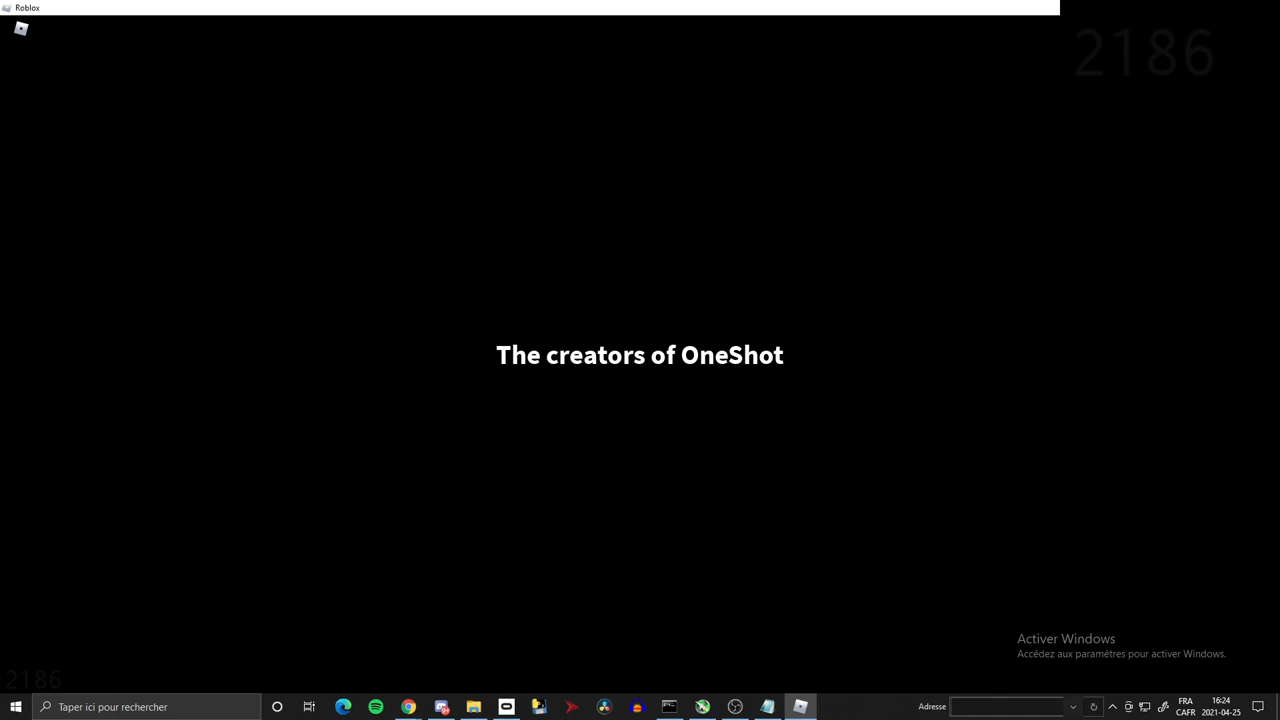 Roblox
2186
The creators of OneShot
Activer Windows
Accédez aux paramètres pour activer Windows.
2186
Taper ici pour rechercher
Adresse
FRA
CAFR
16:24
2021-04-25